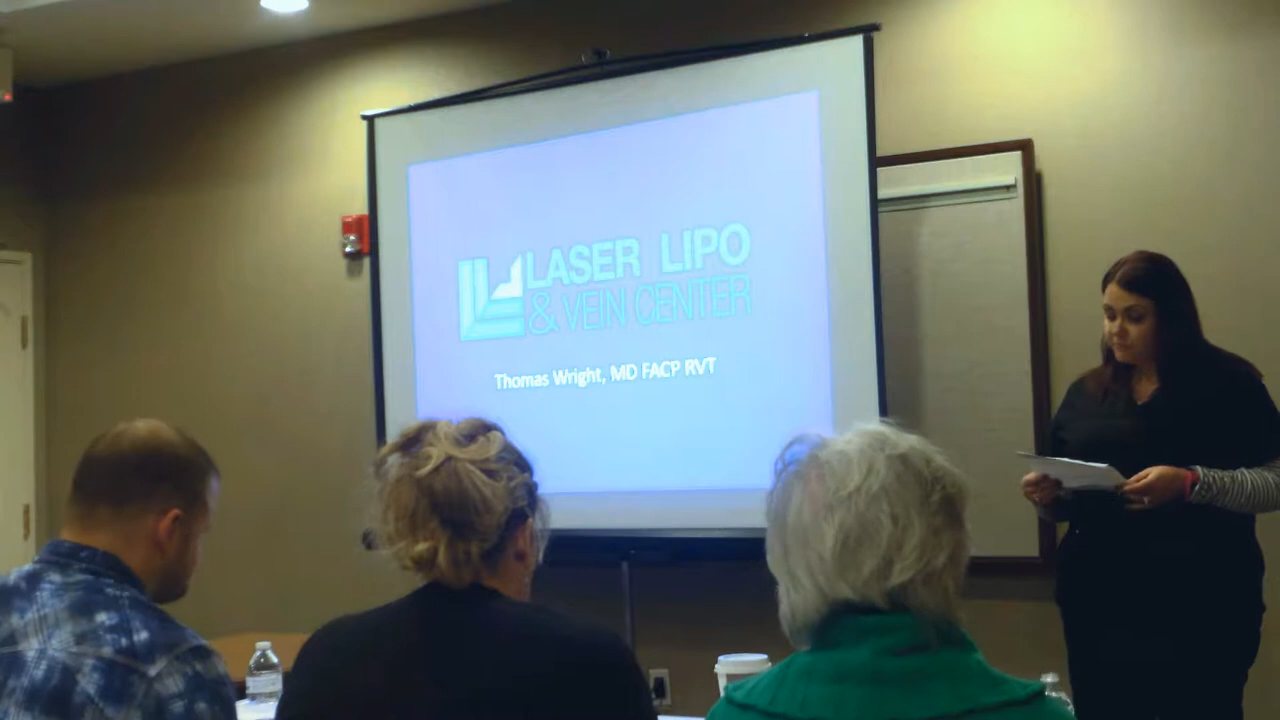 LASER LIPO
& VEIN CENTER
Thomas Wright, MD FACP RVT